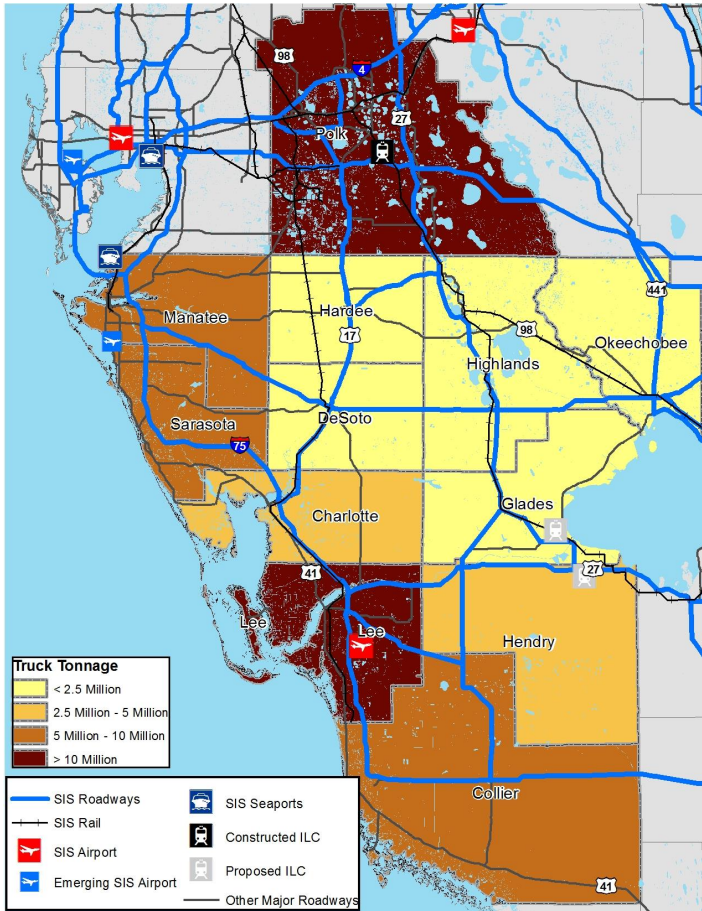 98
4
27
Polk
441
Manatee
Hardee
17
98
Okeechobee
Highlands
DeSoto
Sarasota
75
Glades
Charlotte
27
41
Lee
Lee
Hendry
Collier
41
Truck Tonnage
< 2.5 Million
2.5 Million - 5 Million
5 Million - 10 Million
> 10 Million
SIS Roadways
SIS Rail
SIS Airport
Emerging SIS Airport
SIS Seaports
Constructed ILC
Proposed ILC
Other Major Roadways